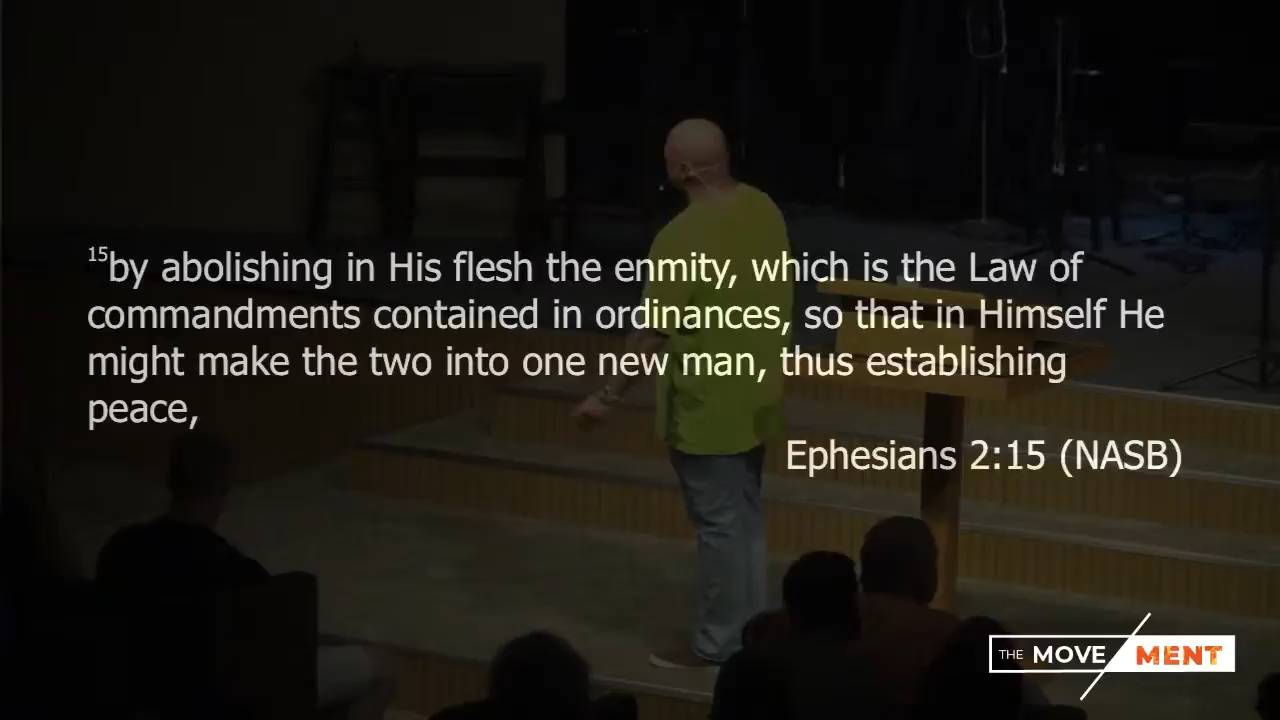 15by abolishing in His flesh the enmity, which is the Law of
commandments contained in ordinances, so that in Himself He
might make the two into one new man, thus establishing
peace,
Ephesians 2:15 (NASB)
THE MOVEMENT